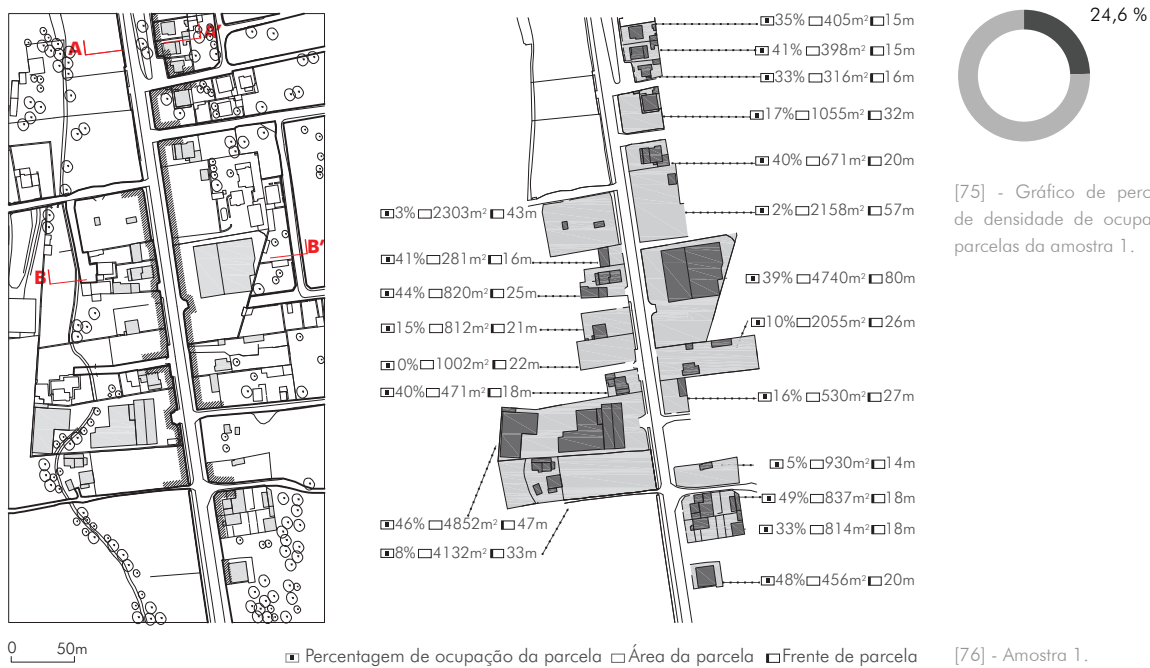 A
A'
B
B'
0 50m
3% 2303m² 43m
41% 281m² 16m
44% 820m² 25m
15% 812m² 21m
0% 1002m² 22m
40% 471m² 18m
46% 4852m² 47m
8% 4132m² 33m
35% 405m² 15m
41% 398m² 15m
33% 316m² 16m
17% 1055m² 32m
40% 671m² 20m
2% 2158m² 57m
39% 4740m² 80m
10% 2055m² 26m
16% 530m² 27m
5% 930m² 14m
49% 837m² 18m
33% 814m² 18m
48% 456m² 20m
Percentagem de ocupação da parcela Área da parcela Frente de parcela
24,6 %
[75] - Gráfico de perc
de densidade de ocupa
parcelas da amostra 1.
[76] - Amostra 1.